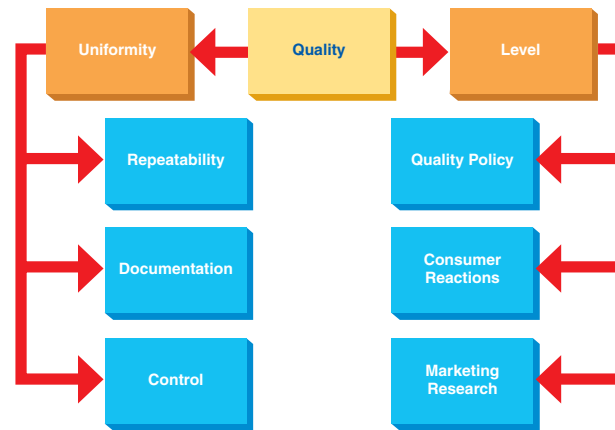 Uniformity
Quality
Level
Repeatability
Quality Policy
Documentation
Consumer
Reactions
Control
Marketing
Research